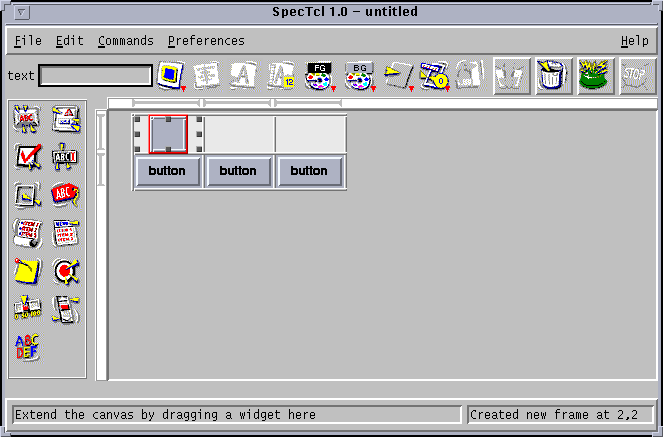 SpecTcl 1.0 – untitled
File Edit Commands Preferences Help
text
FG
BG
12
STOP
ABC
ABC
ABC
button button button
ABC
DEF
Extend the canvas by dragging a widget here
Created new frame at 2,2